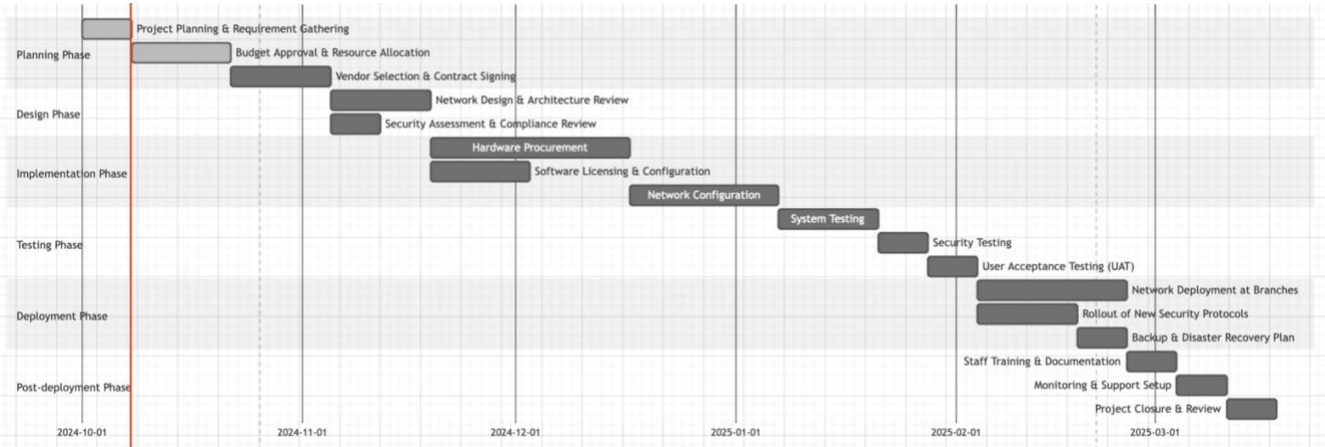 Project Planning & Requirement Gathering
Planning Phase
Budget Approval & Resource Allocation
Vendor Selection & Contract Signing
Network Design & Architecture Review
Design Phase
Security Assessment & Compliance Review
Hardware Procurement
Implementation Phase
Software Licensing & Configuration
Network Configuration
System Testing
Testing Phase
Security Testing
User Acceptance Testing (UAT)
Network Deployment at Branches
Deployment Phase
Rollout of New Security Protocols
Backup & Disaster Recovery Plan
Staff Training & Documentation
Post-deployment Phase
Monitoring & Support Setup
Project Closure & Review
2024-10-01 2024-11-01 2024-12-01 2025-01-01 2025-02-01 2025-03-01